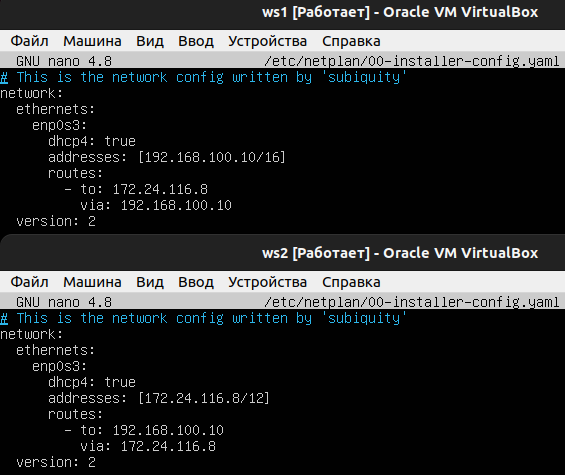 ws1 [Работает] - Oracle VM VirtualBox
Файл Машина Вид Ввод Устройства Справка
GNU nano 4.8 /etc/netplan/00-installer-config.yaml
# This is the network config written by 'subiquity'
network:
  ethernets:
    enp0s3:
      dhcp4: true
      addresses: [192.168.100.10/16]
      routes:
        - to: 172.24.116.8
          via: 192.168.100.10
  version: 2
ws2 [Работает] - Oracle VM VirtualBox
Файл Машина Вид Ввод Устройства Справка
GNU nano 4.8 /etc/netplan/00-installer-config.yaml
# This is the network config written by 'subiquity'
network:
  ethernets:
    enp0s3:
      dhcp4: true
      addresses: [172.24.116.8/12]
      routes:
        - to: 192.168.100.10
          via: 172.24.116.8
  version: 2